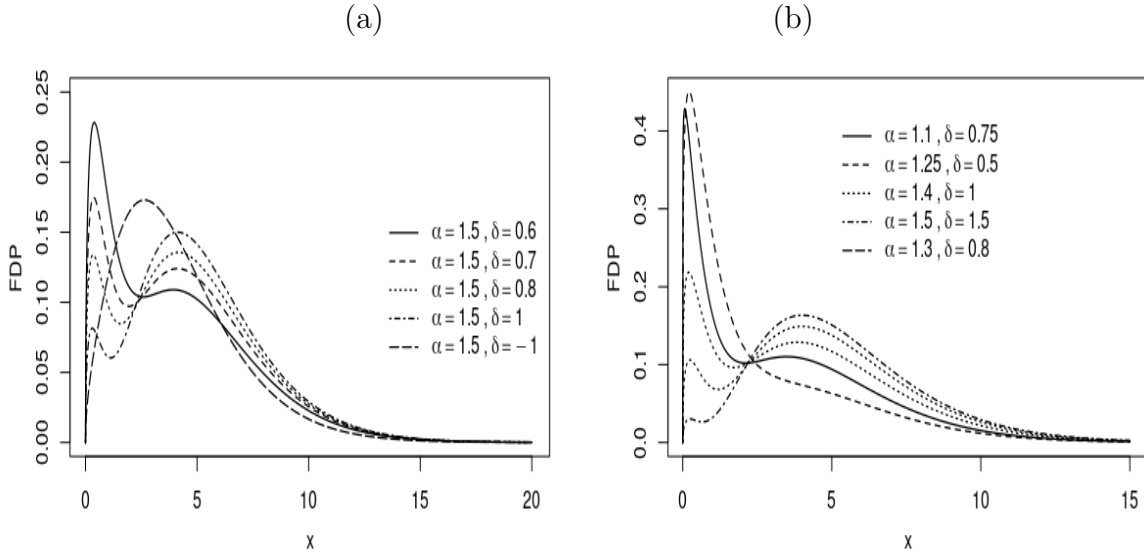 (a)
FDP
0.25
0.20
0.15
0.10
0.05
0.00
α = 1.5 , δ = 0.6
α = 1.5 , δ = 0.7
α = 1.5 , δ = 0.8
α = 1.5 , δ = 1
α = 1.5 , δ = −1
0 5 10 15 20
x
(b)
FDP
0.4
0.3
0.2
0.1
0.0
α = 1.1 , δ = 0.75
α = 1.25 , δ = 0.5
α = 1.4 , δ = 1
α = 1.5 , δ = 1.5
α = 1.3 , δ = 0.8
0 5 10 15
x